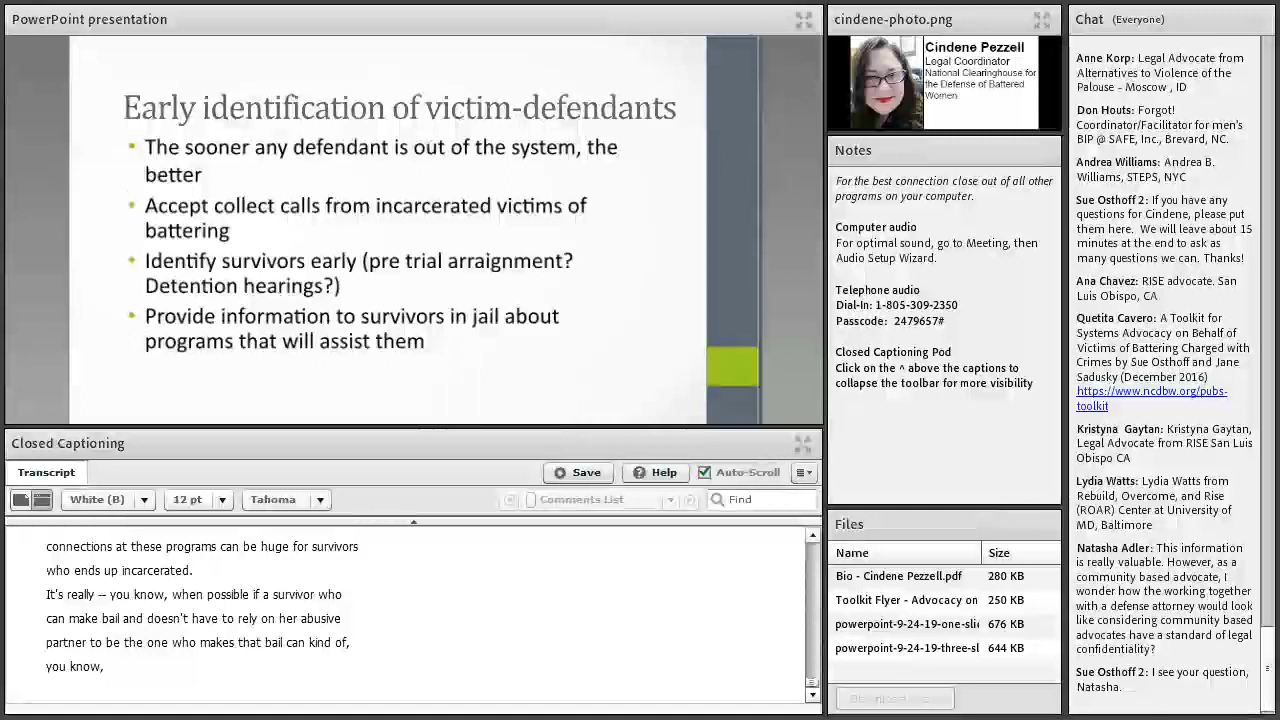 PowerPoint presentation
Early identification of victim-defendants
• The sooner any defendant is out of the system, the
better
• Accept collect calls from incarcerated victims of
battering
• Identify survivors early (pre trial arraignment?
Detention hearings?)
• Provide information to survivors in jail about
programs that will assist them
Closed Captioning
Transcript
Save
Help
Auto-Scroll
White (B)
12 pt
Tahoma
Comments List
Find
connections at these programs can be huge for survivors
who ends up incarcerated.
It's really -- you know, when possible if a survivor who
can make bail and doesn't have to rely on her abusive
partner to be the one who makes that bail can kind of,
you know,
cindene-photo.png
Cindene Pezzell
Legal Coordinator
National Clearinghouse for
the Defense of Battered
Women
Notes
For the best connection close out of all other
programs on your computer.
Computer audio
For optimal sound, go to Meeting, then
Audio Setup Wizard.
Telephone audio
Dial-In: 1-805-309-2350
Passcode: 2479657#
Closed Captioning Pod
Click on the ^ above the captions to
collapse the toolbar for more visibility
Files
Name Size
Bio - Cindene Pezzell.pdf 280 KB
Toolkit Flyer - Advocacy on 250 KB
powerpoint-9-24-19-one-sli 676 KB
powerpoint-9-24-19-three-sl 644 KB
Chat (Everyone)
Anne Korp: Legal Advocate from
Alternatives to Violence of the
Palouse - Moscow , ID
Don Houts: Forgot!
Coordinator/Facilitator for men's
BIP @ SAFE, Inc., Brevard, NC.
Andrea Williams: Andrea B.
Williams, STEPS, NYC
Sue Osthoff 2: If you have any
questions for Cindene, please put
them here. We will leave about 15
minutes at the end to ask as
many questions we can. Thanks!
Ana Chavez: RISE advocate. San
Luis Obispo, CA
Quetita Cavero: A Toolkit for
Systems Advocacy on Behalf of
Victims of Battering Charged with
Crimes by Sue Osthoff and Jane
Sadusky (December 2016)
https://www.ncdbw.org/pubs-
toolkit
Kristyna Gaytan: Kristyna Gaytan,
Legal Advocate from RISE San Luis
Obispo CA
Lydia Watts: Lydia Watts from
Rebuild, Overcome, and Rise
(ROAR) Center at University of
MD, Baltimore
Natasha Adler: This information
is really valuable. However, as a
community based advocate, I
wonder how the working together
with a defense attorney would look
like considering community based
advocates have a standard of legal
confidentiality?
Sue Osthoff 2: I see your question,
Natasha.